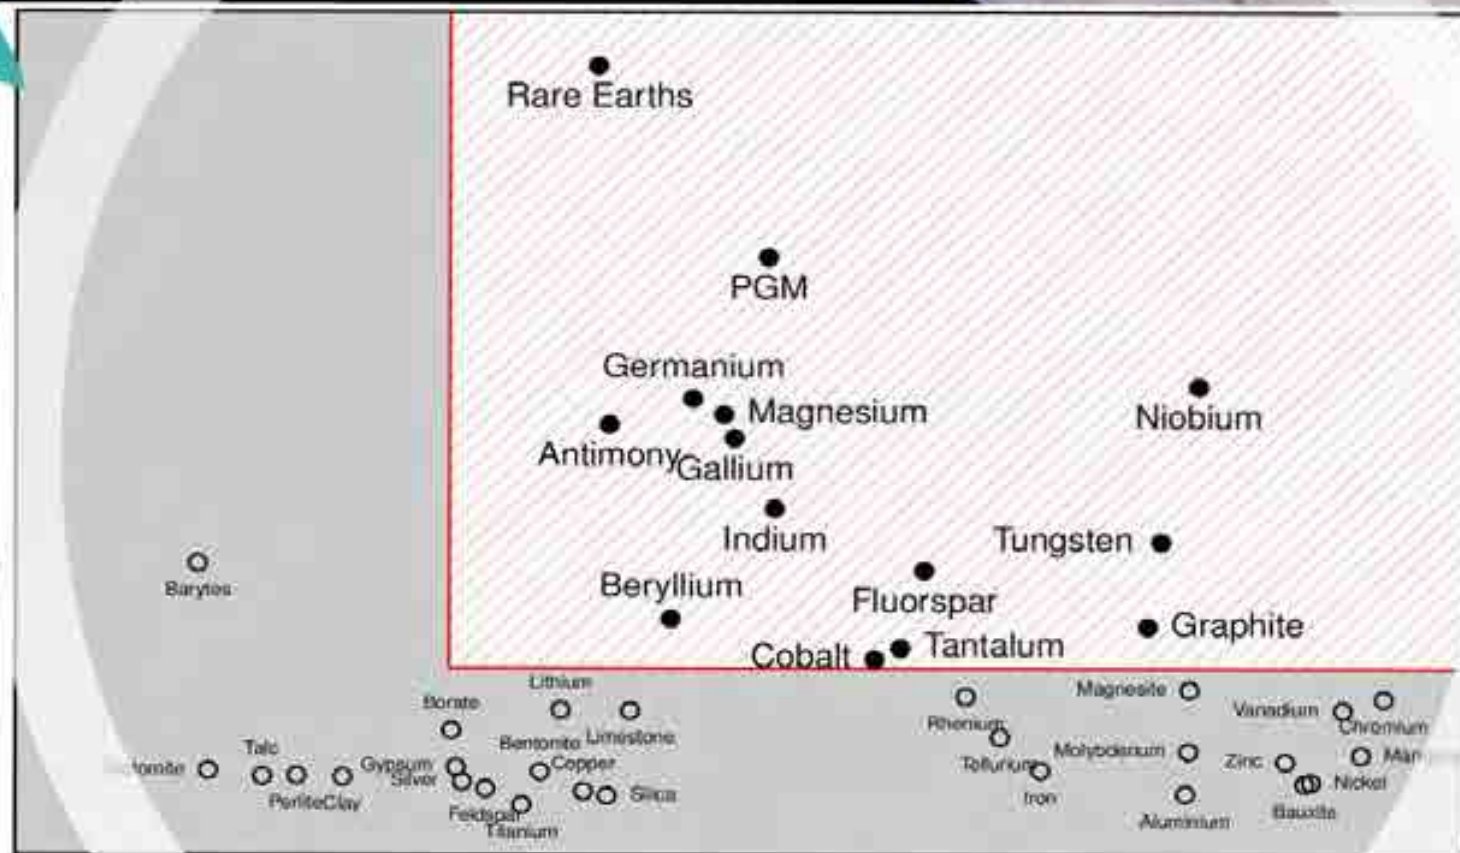 Rare Earths
PGM
Germanium
Magnesium
Niobium
Antimony
Gallium
Indium
Tungsten
Barytes
Beryllium
Fluorspar
Graphite
Cobalt
Tantalum
Lithium
Magnesite
Borate
Vanadium
Rhenium
Chromium
Bentonite
Limestone
Talc
Molybdenum
Gypsum
Copper
Tellurium
Zinc
Silver
Nickel
Perlite
Clay
Silica
Iron
Feldspar
Bauxite
Titanium
Aluminium